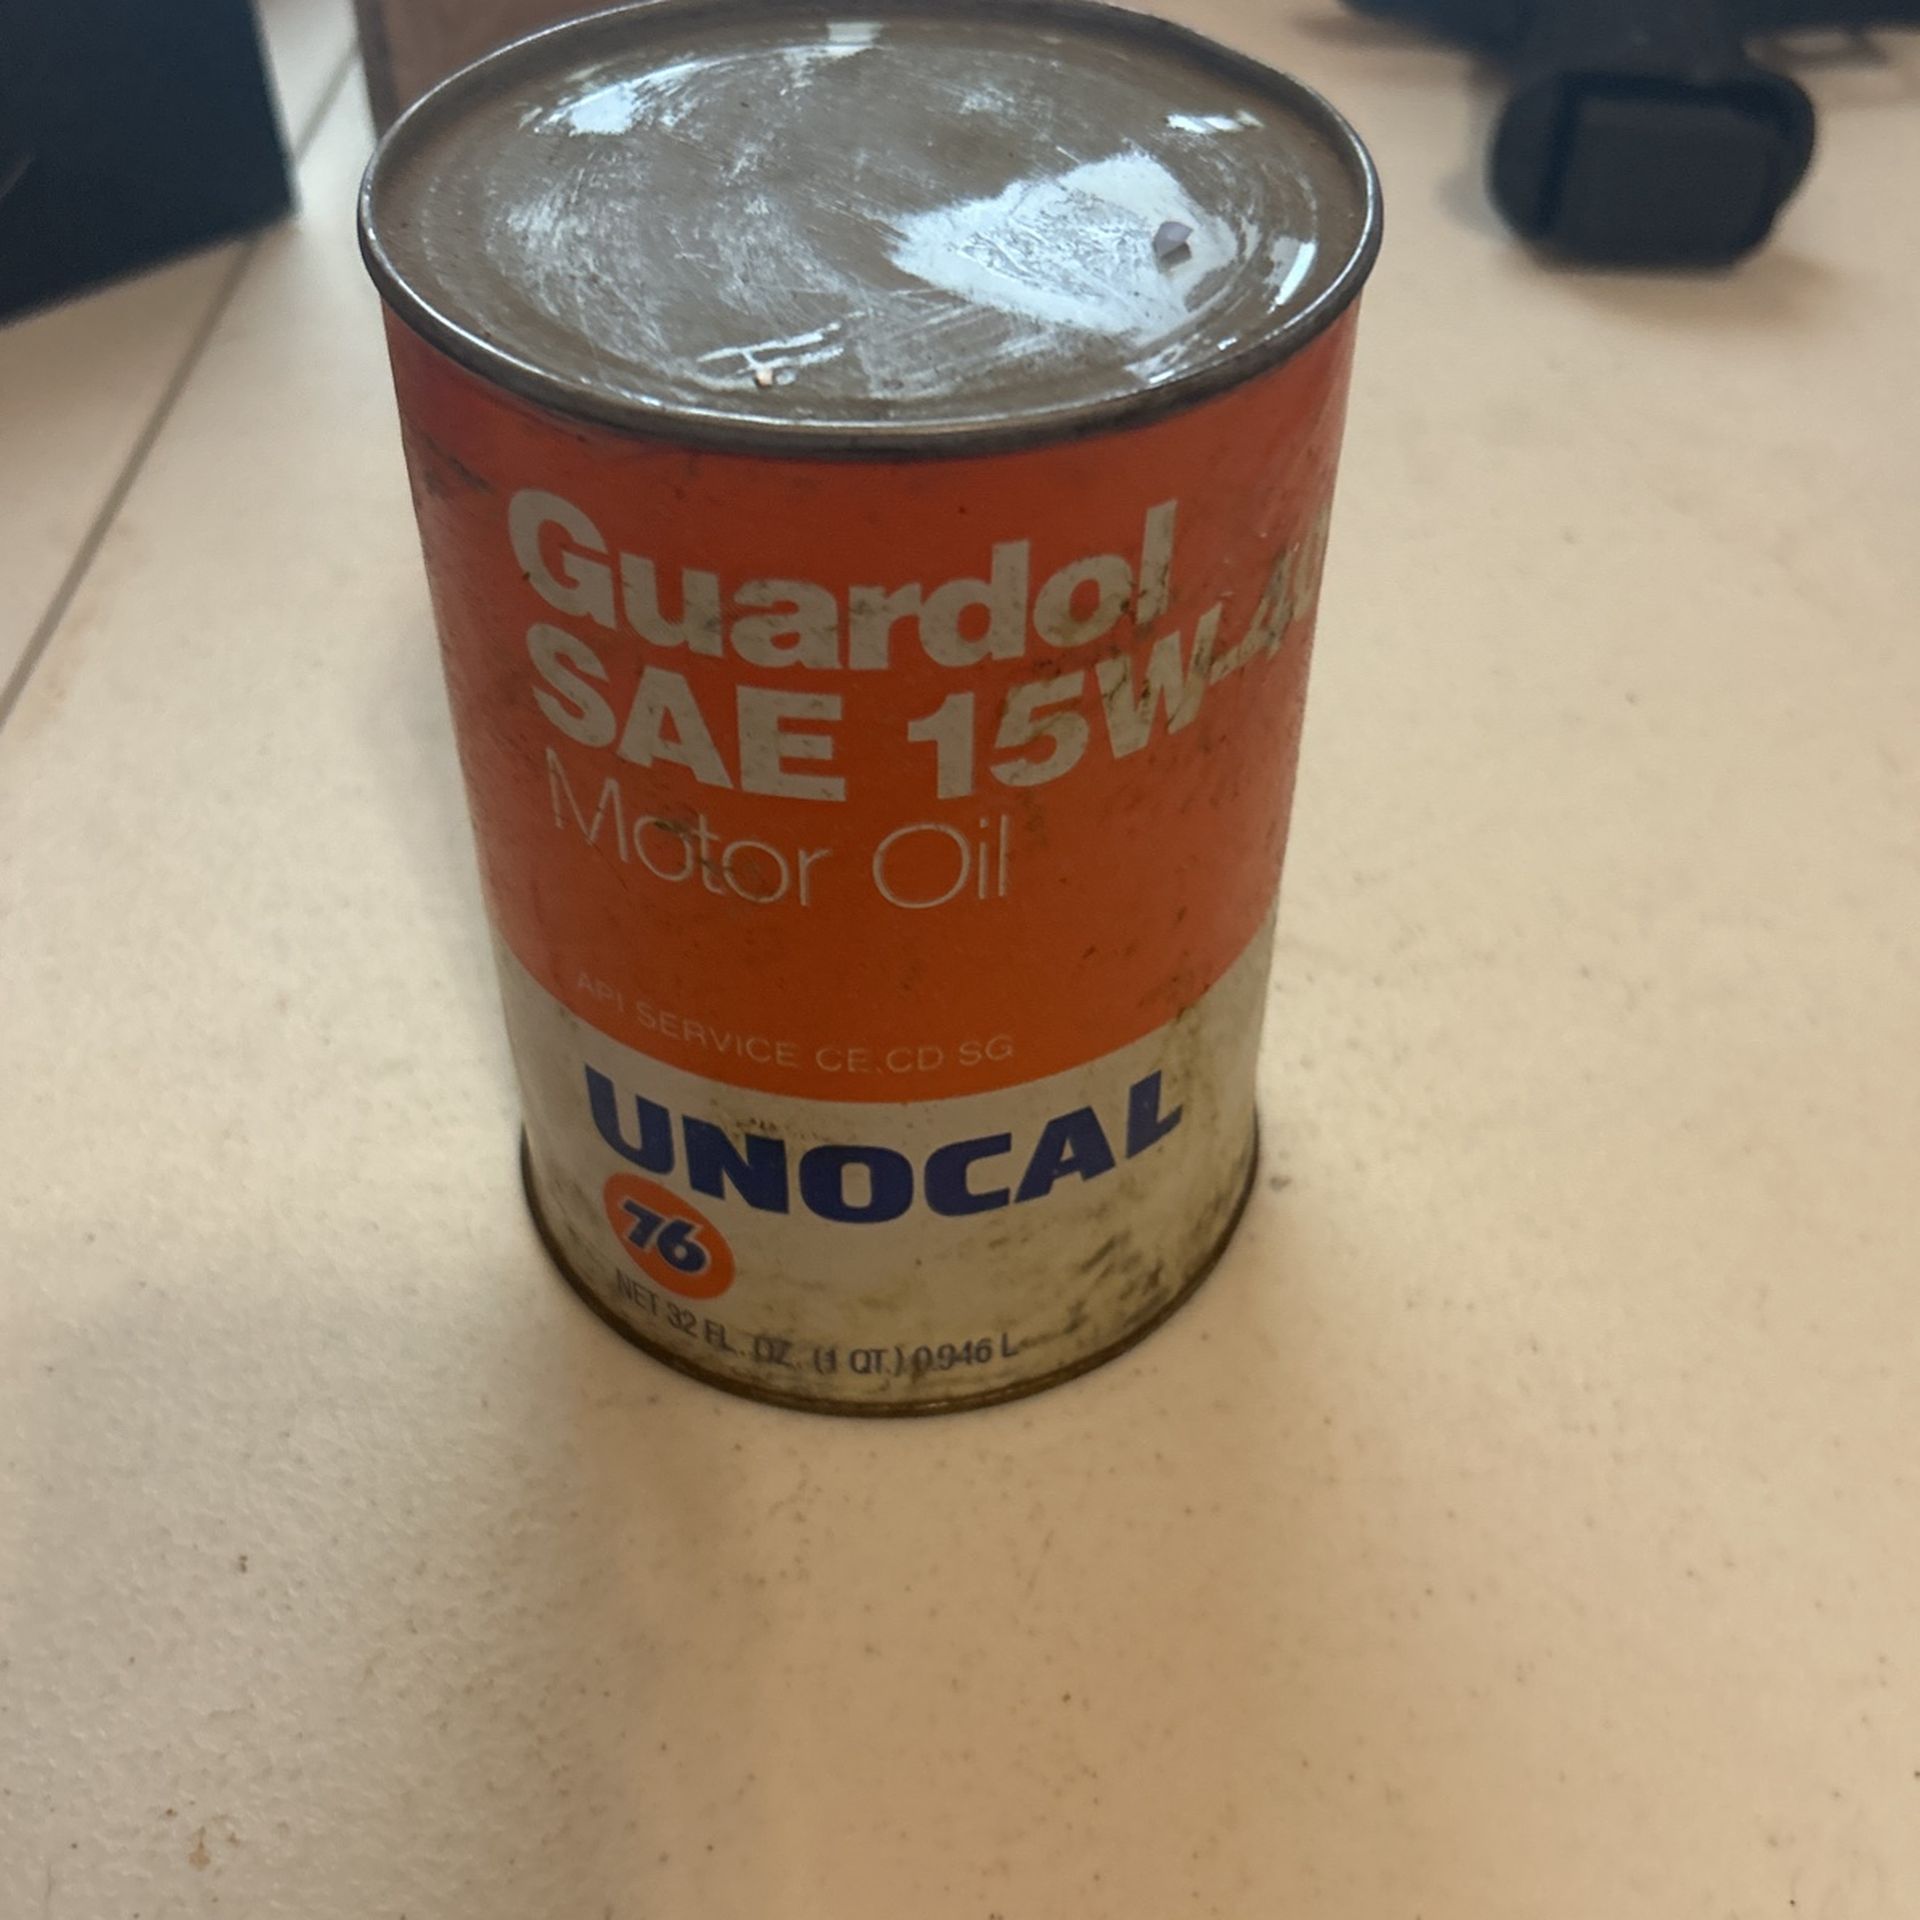 Guardol
SAE 15W-40
Motor Oil
API SERVICE CE,CD SG
UNOCAL
76
NET 32 FL. OZ. (1 QT.) 0.946 L